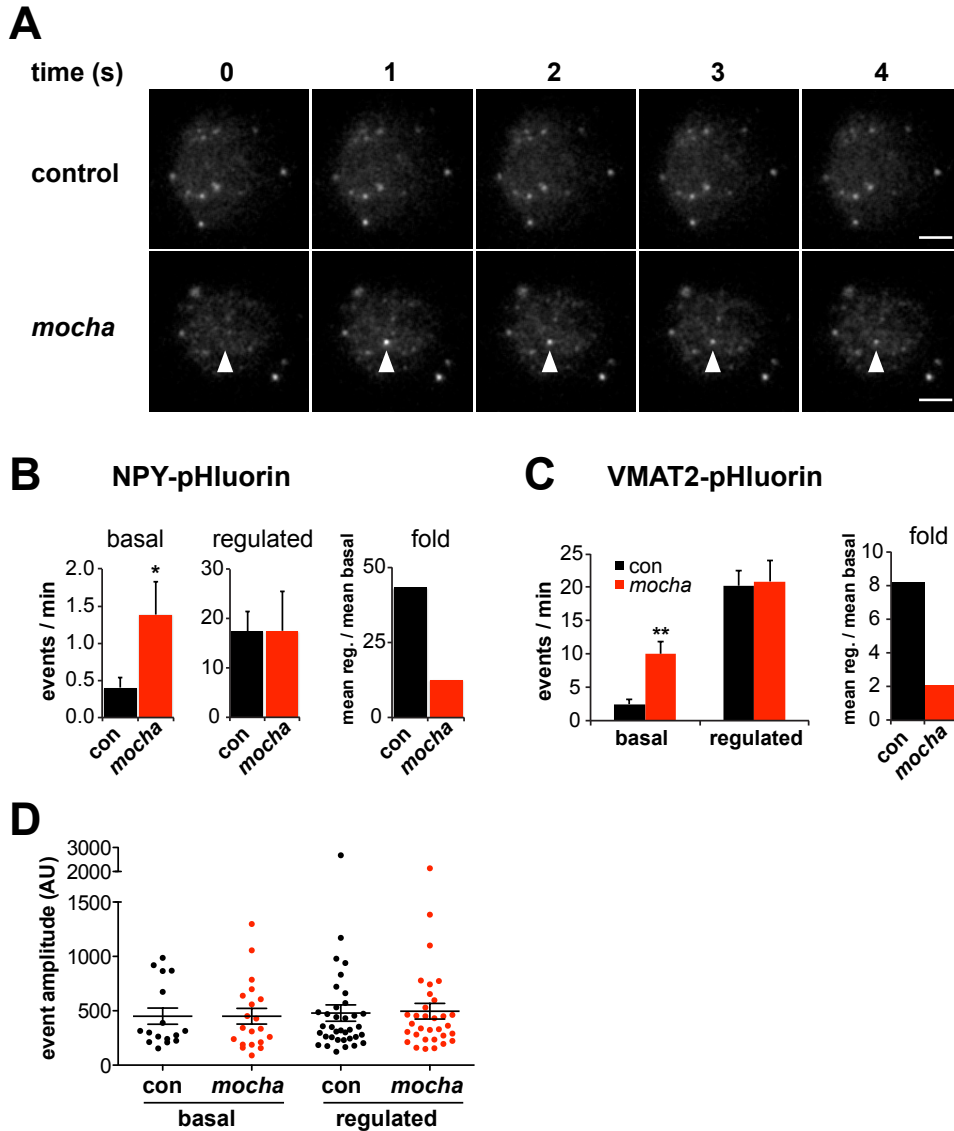 A
time (s) 0 1 2 3 4
control
mocha
B NPY-pHluorin
basal regulated fold
events / min
2.0
1.5
1.0
0.5
0.0
*
con mocha
30
20
10
0
con mocha
mean reg. / mean basal
50
25
0
con mocha
C VMAT2-pHluorin
events / min
25
20
15
10
5
0
con
mocha
**
basal regulated
fold
mean reg. / mean basal
8
6
4
2
0
con mocha
D
event amplitude (AU)
3000
2000
1500
1000
500
0
con mocha con mocha
basal regulated